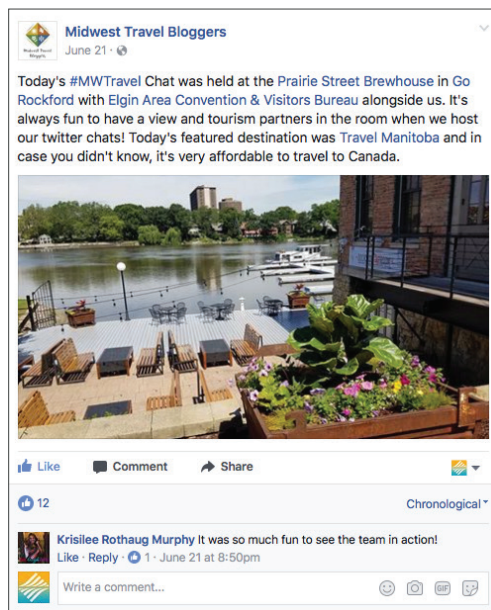 Midwest Travel Bloggers
June 21 ·
Today's #MWTravel Chat was held at the Prairie Street Brewhouse in Go
Rockford with Elgin Area Convention & Visitors Bureau alongside us. It's
always fun to have a view and tourism partners in the room when we host
our twitter chats! Today's featured destination was Travel Manitoba and in
case you didn't know, it's very affordable to travel to Canada.
Like Comment Share
12 Chronological
Krisilee Rothaug Murphy It was so much fun to see the team in action!
Like · Reply · 1 · June 21 at 8:50pm
Write a comment... GIF